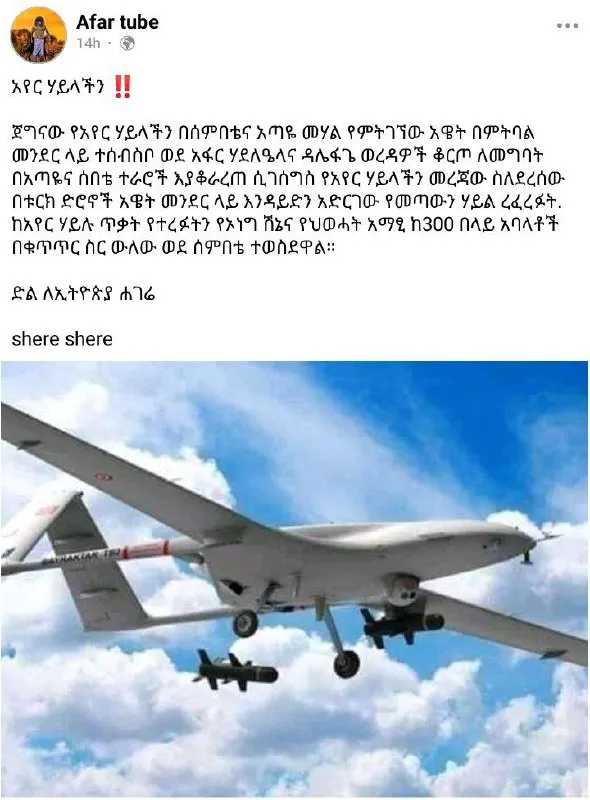 Afar tube
14h
አየር ሃይላችን ‼️
ጀግናው የአየር ሃይላችን በሰምበቴና አጣዬ መሃል የምትገኘው አዌት በምትባል
መንደር ላይ ተሰብስቦ ወደ አፋር ሃደለዔላና ዳሊፋጌ ወረዳዎች ቆርጦ ለመግባት
በአጣዬና ሰበቴ ተራሮች እያቆራረጠ ሲገሰግስ የአየር ሃይላችን መረጃው ስለደረሰው
በቱርክ ድሮኖች አዌት መንደር ላይ እንዳይድን አድርገው የመጣውን ሃይል ረፈረፉት.
ከአየር ሃይሉ ጥቃት የተረፉትን የኦነግ ሸኔና የህወሓት አማፂ ከ300 በላይ አባላቶች
በቁጥጥር ስር ውለው ወደ ሰምበቴ ተወስደዋል።
ድል ለኢትዮጵያ ሐገሬ
shere shere
BAYRAKTAR TB2